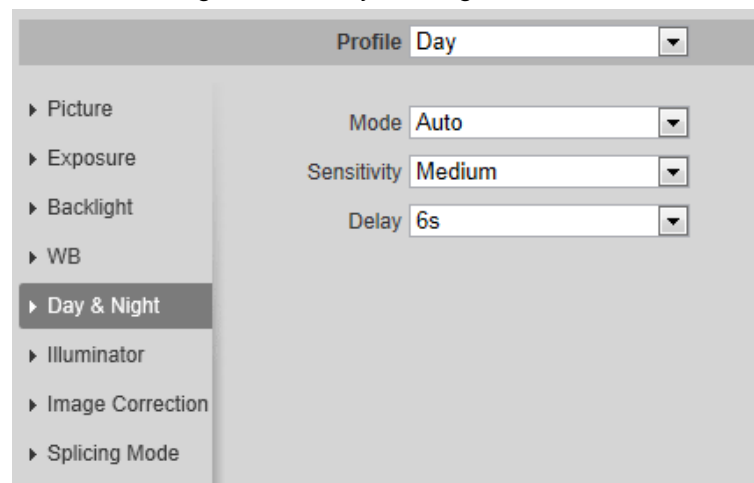 Profile Day
Picture
Mode Auto
Exposure
Sensitivity Medium
Backlight
Delay 6s
WB
Day & Night
Illuminator
Image Correction
Splicing Mode